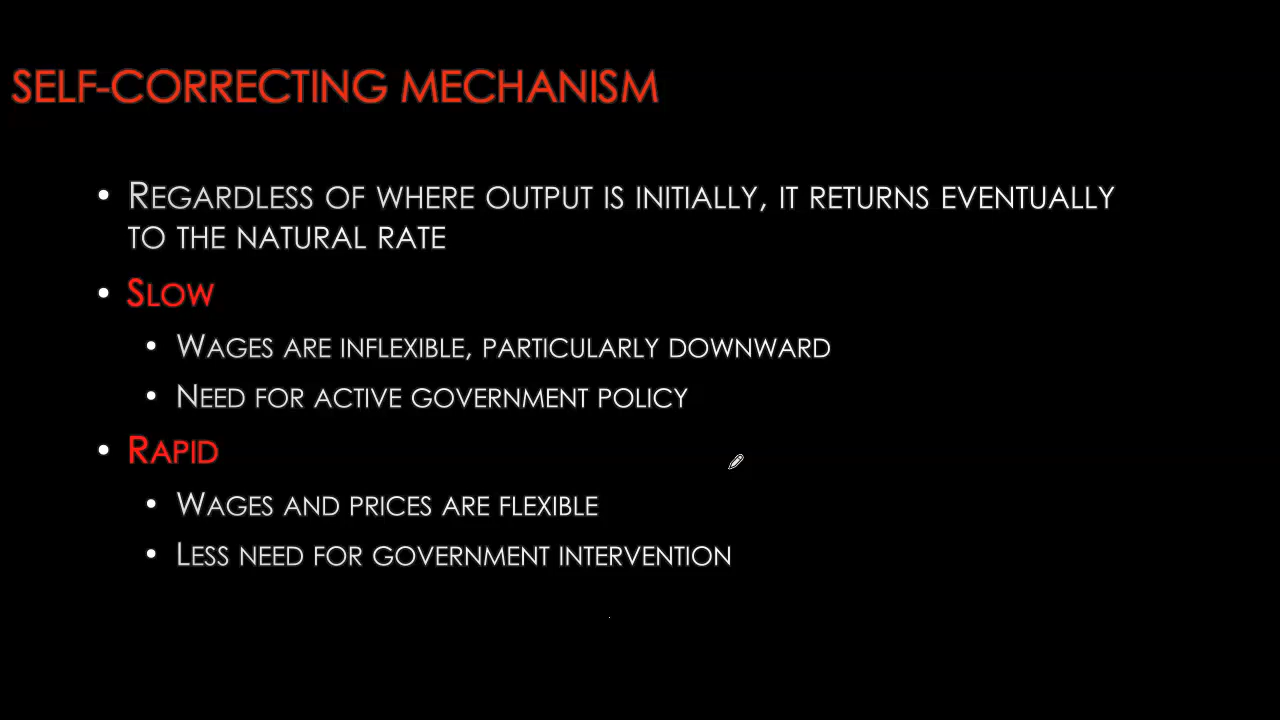 SELF-CORRECTING MECHANISM
• REGARDLESS OF WHERE OUTPUT IS INITIALLY, IT RETURNS EVENTUALLY
TO THE NATURAL RATE
• SLOW
• WAGES ARE INFLEXIBLE, PARTICULARLY DOWNWARD
• NEED FOR ACTIVE GOVERNMENT POLICY
• RAPID
• WAGES AND PRICES ARE FLEXIBLE
• LESS NEED FOR GOVERNMENT INTERVENTION